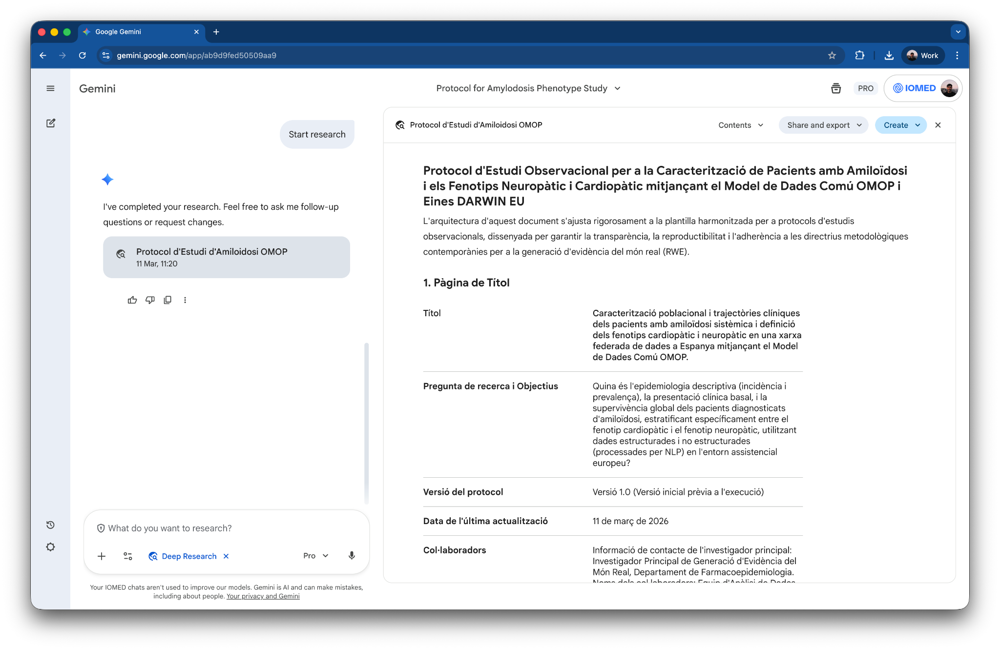 Google Gemini
gemini.google.com/app/ab9d9fed50509aa9
Work
Gemini
Protocol for Amylodosis Phenotype Study
PRO
IOMED
Start research
I've completed your research. Feel free to ask me follow-up
questions or request changes.
Protocol d'Estudi d'Amiloidosi OMOP
11 Mar, 11:20
What do you want to research?
Deep Research
Pro
Your IOMED chats aren't used to improve our models. Gemini is AI and can make mistakes,
including about people. Your privacy and Gemini
Protocol d'Estudi d'Amiloidosi OMOP
Contents
Share and export
Create
Protocol d'Estudi Observacional per a la Caracterització de Pacients amb Amiloïdosi
i els Fenotips Neuropàtic i Cardiopàtic mitjançant el Model de Dades Comú OMOP i
Eines DARWIN EU
L'arquitectura d'aquest document s'ajusta rigorosament a la plantilla harmonitzada per a protocols d'estudis
observacionals, dissenyada per garantir la transparència, la reproductibilitat i l'adherència a les directrius metodològiques
contemporànies per a la generació d'evidència del món real (RWE).
1. Pàgina de Títol
Títol
Caracterització poblacional i trajectòries clíniques
dels pacients amb amiloïdosi sistèmica i definició
dels fenotips cardiopàtic i neuropàtic en una xarxa
federada de dades a Espanya mitjançant el Model
de Dades Comú OMOP.
Pregunta de recerca i Objectius
Quina és l'epidemiologia descriptiva (incidència i
prevalença), la presentació clínica basal, i la
supervivència global dels pacients diagnosticats
d'amiloïdosi, estratificant específicament entre el
fenotip cardiopàtic i el fenotip neuropàtic, utilitzant
dades estructurades i no estructurades
(processades per NLP) en l'entorn assistencial
europeu?
Versió del protocol
Versió 1.0 (Versió inicial prèvia a l'execució)
Data de l'última actualització
11 de març de 2026
Col·laboradors
Informació de contacte de l'investigador principal:
Investigador Principal de Generació d'Evidència del
Món Real, Departament de Farmacoepidemiologia.
Noms dels col·laboradors: Equip d'Anàlisi de Dades